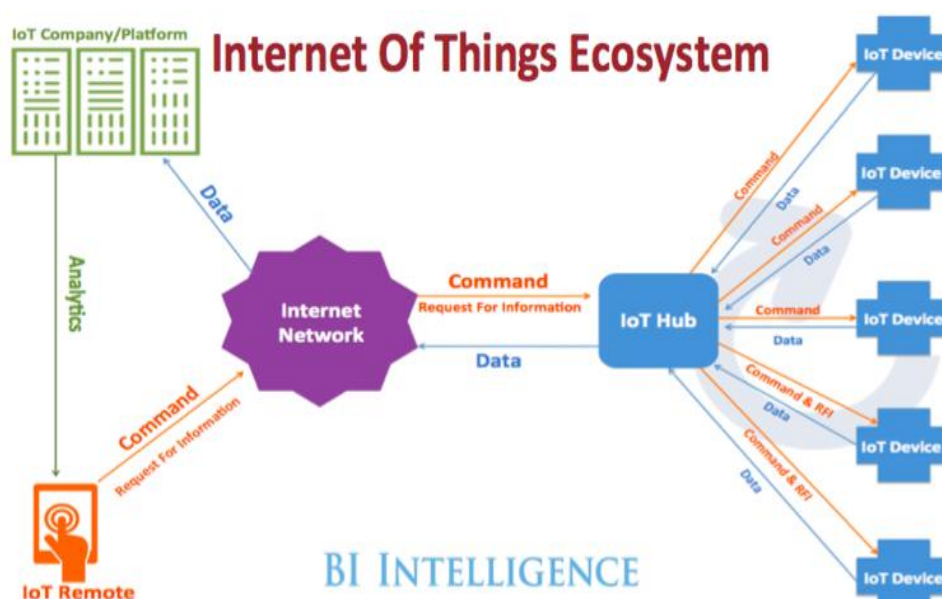 IoT Company/Platform
Internet Of Things Ecosystem
IoT Device
Command
Data
IoT Device
Command
Data
Data
Analytics
Internet
Network
Command
Request For Information
Data
IoT Hub
Command
Data
IoT Device
Command & RFI
Data
IoT Device
Command
Request For Information
Command & RFI
Data
IoT Device
IoT Remote
BI INTELLIGENCE